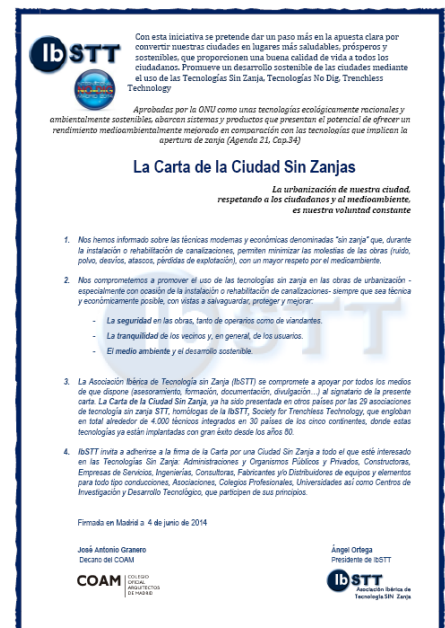 IbSTT
NO-DIG
Con esta iniciativa se pretende dar un paso más en la apuesta clara por
convertir nuestras ciudades en lugares más saludables, prósperos y
sostenibles, que proporcionen una buena calidad de vida a todos los
ciudadanos. Promueve un desarrollo sostenible de las ciudades mediante
el uso de las Tecnologías Sin Zanja, Tecnologías No Dig, Trenchless
Technology
Aprobadas por la ONU como unas tecnologías ecológicamente racionales y
ambientalmente sostenibles, abarcan sistemas y productos que presentan el potencial de ofrecer un
rendimiento medioambientalmente mejorado en comparación con las tecnologías que implican la
apertura de zanja (Agenda 21, Cap.34)
La Carta de la Ciudad Sin Zanjas
La urbanización de nuestra ciudad,
respetando a los ciudadanos y al medioambiente,
es nuestra voluntad constante
1. Nos hemos informado sobre las técnicas modernas y económicas denominadas "sin zanja" que, durante
la instalación o rehabilitación de canalizaciones, permiten minimizar las molestias de las obras (ruido,
polvo, desvíos, atascos, pérdidas de explotación), con un mayor respeto por el medioambiente.
2. Nos comprometemos a promover el uso de las tecnologías sin zanja en las obras de urbanización -
especialmente con ocasión de la instalación o rehabilitación de canalizaciones- siempre que sea técnica
y económicamente posible, con vistas a salvaguardar, proteger y mejorar:
- La seguridad en las obras, tanto de operarios como de viandantes.
- La tranquilidad de los vecinos y, en general, de los usuarios.
- El medio ambiente y el desarrollo sostenible.
3. La Asociación Ibérica de Tecnología sin Zanja (IbSTT) se compromete a apoyar por todos los medios
de que dispone (asesoramiento, formación, documentación, divulgación...) al signatario de la presente
carta. La Carta de la Ciudad Sin Zanja, ya ha sido presentada en otros países por las 29 asociaciones
de tecnología sin zanja STT, homólogas de la IbSTT, Society for Trenchless Technology, que engloban
en total alrededor de 4.000 técnicos integrados en 30 países de los cinco continentes, donde estas
tecnologías ya están implantadas con gran éxito desde los años 80.
4. IbSTT invita a adherirse a la firma de la Carta por una Ciudad Sin Zanja a todo el que esté interesado
en las Tecnologías Sin Zanja: Administraciones y Organismos Públicos y Privados, Constructoras,
Empresas de Servicios, Ingenierías, Consultoras, Fabricantes y/o Distribuidores de equipos y elementos
para todo tipo conducciones, Asociaciones, Colegios Profesionales, Universidades así como Centros de
Investigación y Desarrollo Tecnológico, que participen de sus principios.
Firmada en Madrid a 4 de junio de 2014
José Antonio Granero
Decano del COAM
Ángel Ortega
Presidente de IbSTT
COAM
COLEGIO
OFICIAL
ARQUITECTOS
DE MADRID
IbSTT
Asociación Ibérica de
Tecnología SIN Zanja